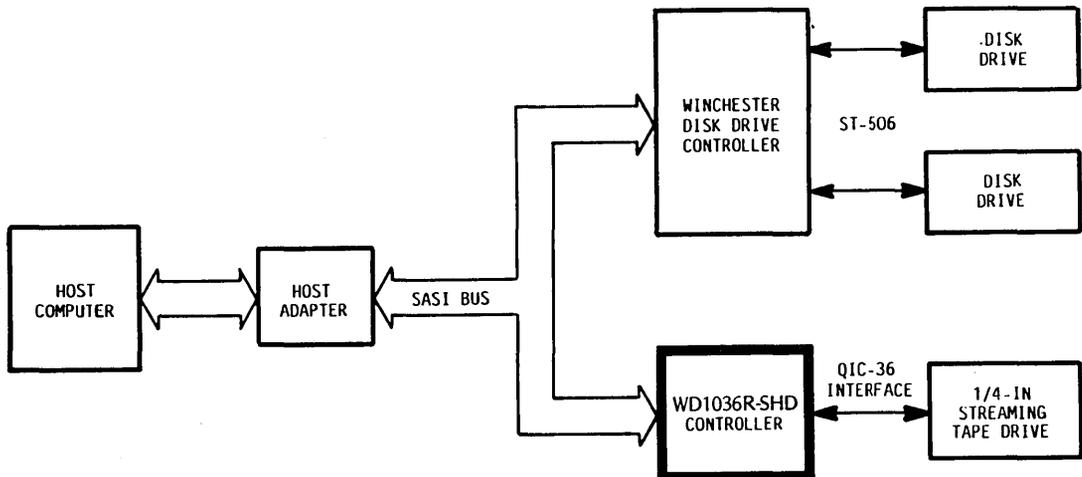 HOST
COMPUTER
HOST
ADAPTER
SASI BUS
WINCHESTER
DISK DRIVE
CONTROLLER
ST-506
.DISK
DRIVE
DISK
DRIVE
WD1036R-SHD
CONTROLLER
QIC-36
INTERFACE
1/4-IN
STREAMING
TAPE DRIVE